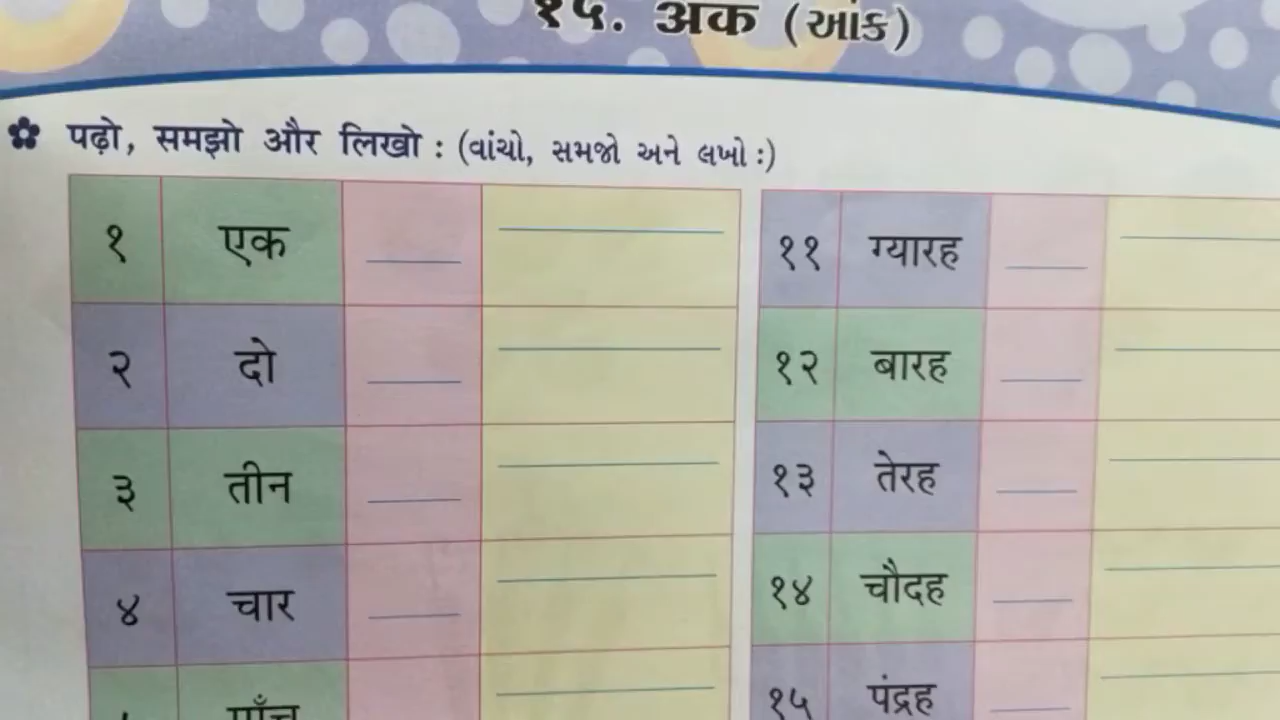 १५. अंक (આંક)
पढ़ो, समझो और लिखो : (વાંચો, સમજો અને લખો :)
१ एक
२ दो
३ तीन
४ चार
पाँच
११ ग्यारह
१२ बारह
१३ तेरह
१४ चौदह
१५ पंद्रह